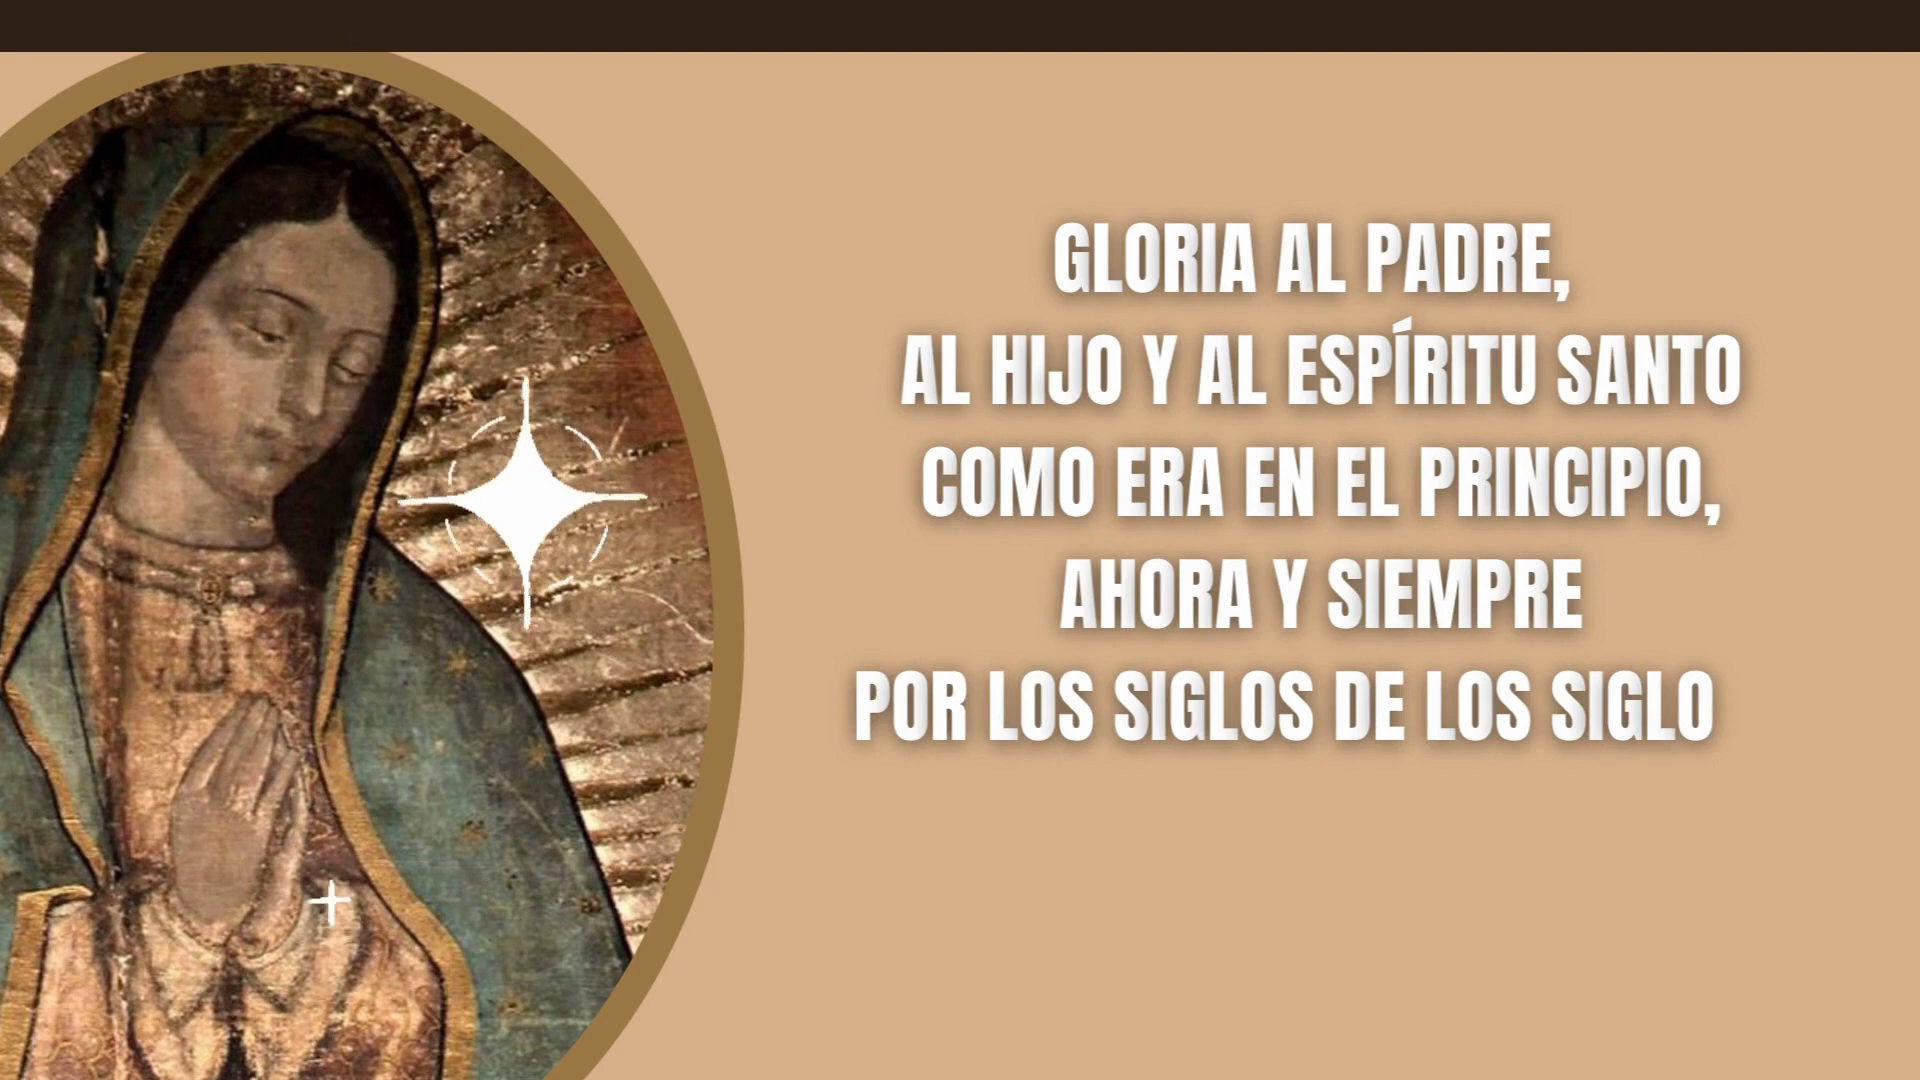 GLORIA AL PADRE,
AL HIJO Y AL ESPÍRITU SANTO
COMO ERA EN EL PRINCIPIO,
AHORA Y SIEMPRE
POR LOS SIGLOS DE LOS SIGLO